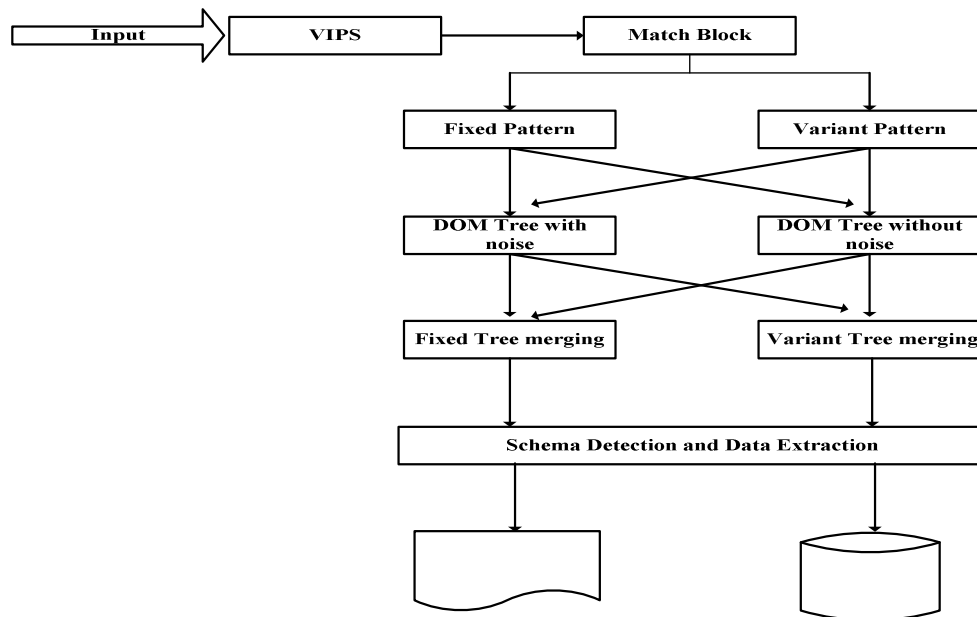 Input
VIPS
Match Block
Fixed Pattern
Variant Pattern
DOM Tree with
noise
DOM Tree without
noise
Fixed Tree merging
Variant Tree merging
Schema Detection and Data Extraction